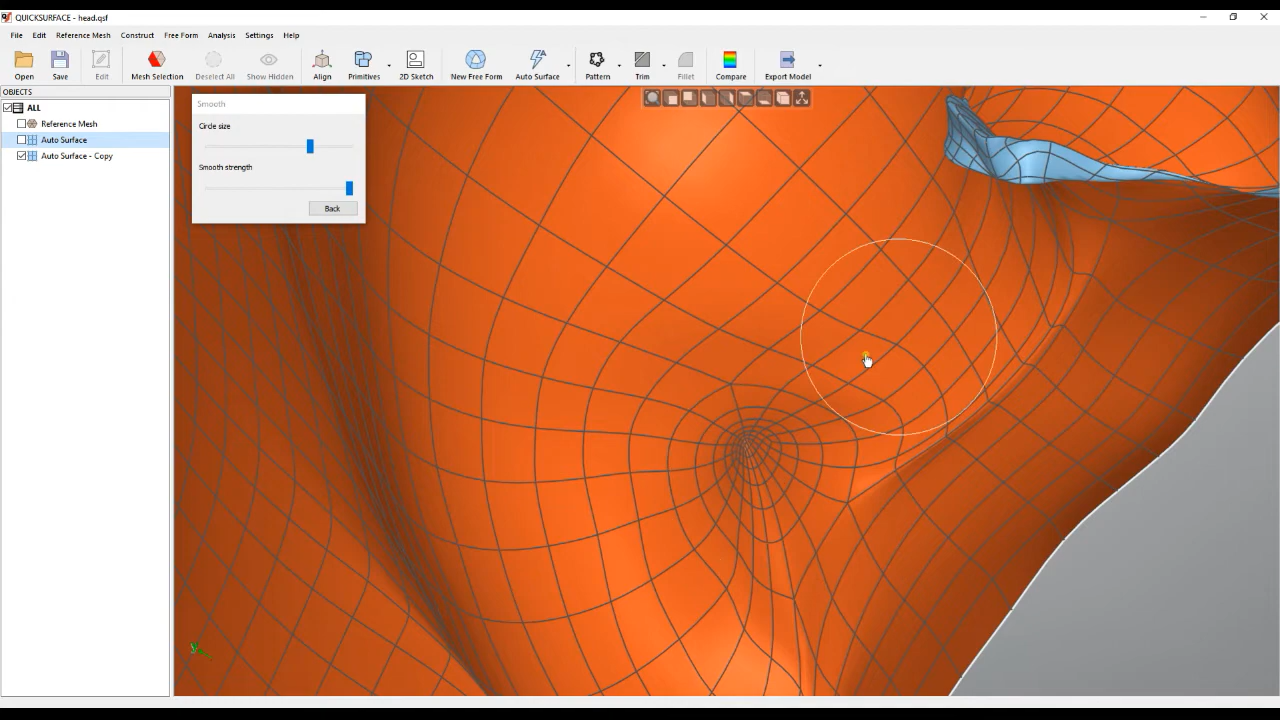 QUICKSURFACE - head.qsf
File Edit Reference Mesh Construct Free Form Analysis Settings Help
Open Save Edit Mesh Selection Deselect All Show Hidden Align Primitives 2D Sketch New Free Form Auto Surface Pattern Trim Fillet Compare Export Model
OBJECTS
ALL
Reference Mesh
Auto Surface
Auto Surface - Copy
Smooth
Circle size
Smooth strength
Back